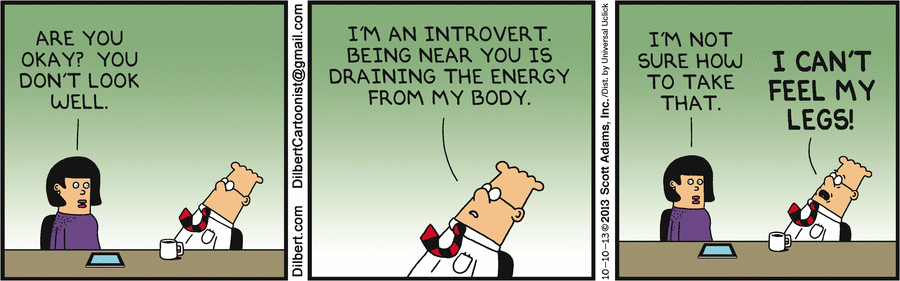 ARE YOU
OKAY? YOU
DON'T LOOK
WELL.
Dilbert.com DilbertCartoonist@gmail.com
I'M AN INTROVERT.
BEING NEAR YOU IS
DRAINING THE ENERGY
FROM MY BODY.
10-10-13 © 2013 Scott Adams, Inc. /Dist. by Universal Uclick
I'M NOT
SURE HOW
TO TAKE
THAT.
I CAN'T
FEEL MY
LEGS!